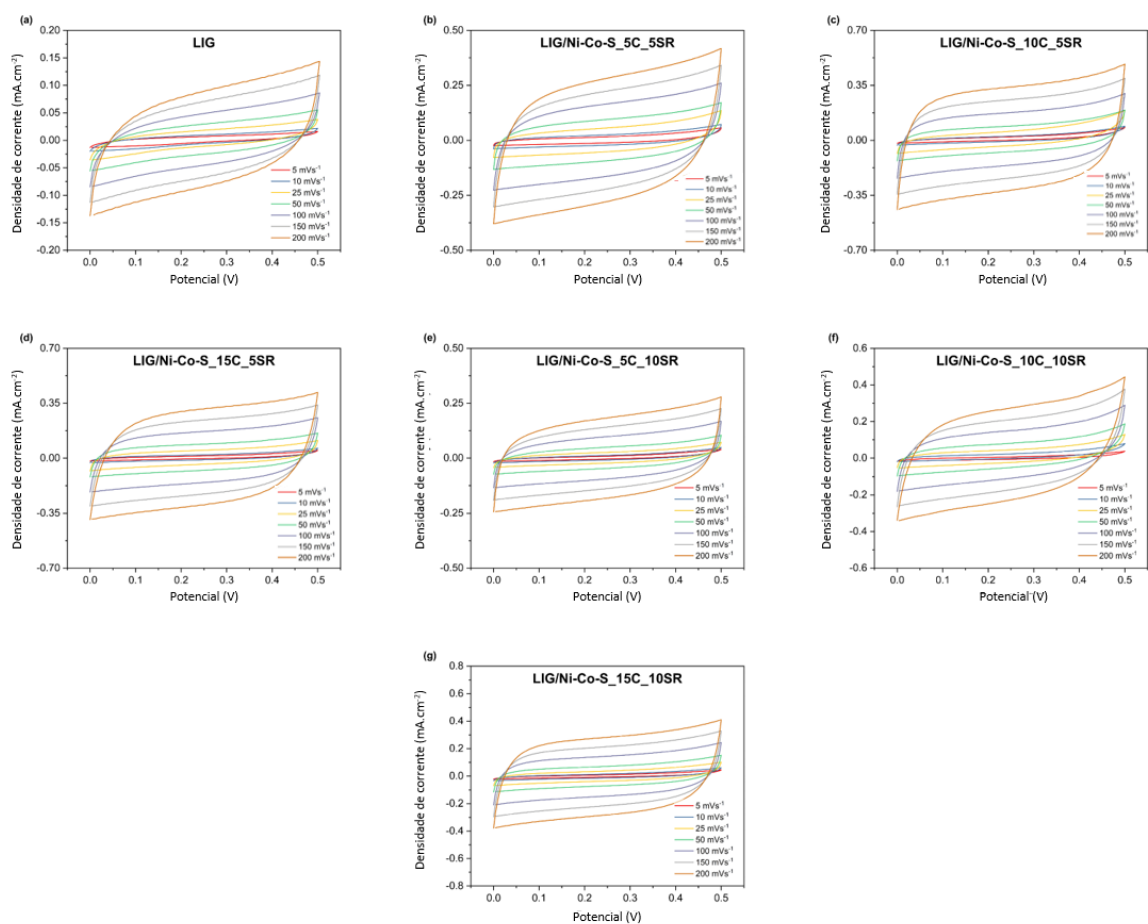 (a)
LIG
Densidade de corrente (mA.cm-2)
0.20
0.15
0.10
0.05
0.00
-0.05
-0.10
-0.15
-0.20
5 mVs-1
10 mVs-1
25 mVs-1
50 mVs-1
100 mVs-1
150 mVs-1
200 mVs-1
0.0 0.1 0.2 0.3 0.4 0.5
Potencial (V)
(b)
LIG/Ni-Co-S_5C_5SR
Densidade de corrente (mA.cm-2)
0.50
0.25
0.00
-0.25
-0.50
5 mVs-1
10 mVs-1
25 mVs-1
50 mVs-1
100 mVs-1
150 mVs-1
200 mVs-1
0.0 0.1 0.2 0.3 0.4 0.5
Potencial (V)
(c)
LIG/Ni-Co-S_10C_5SR
Densidade de corrente (mA.cm-2)
0.70
0.35
0.00
-0.35
-0.70
5 mVs-1
10 mVs-1
25 mVs-1
50 mVs-1
100 mVs-1
150 mVs-1
200 mVs-1
0.0 0.1 0.2 0.3 0.4 0.5
Potencial (V)
(d)
LIG/Ni-Co-S_15C_5SR
Densidade de corrente (mA.cm-2)
0.70
0.35
0.00
-0.35
-0.70
5 mVs-1
10 mVs-1
25 mVs-1
50 mVs-1
100 mVs-1
150 mVs-1
200 mVs-1
0.0 0.1 0.2 0.3 0.4 0.5
Potencial (V)
(e)
LIG/Ni-Co-S_5C_10SR
Densidade de corrente (mA.cm-2)
0.50
0.25
0.00
-0.25
-0.50
5 mVs-1
10 mVs-1
25 mVs-1
50 mVs-1
100 mVs-1
150 mVs-1
200 mVs-1
0.0 0.1 0.2 0.3 0.4 0.5
Potencial (V)
(f)
LIG/Ni-Co-S_10C_10SR
Densidade de corrente (mA.cm-2)
0.6
0.4
0.2
0.0
-0.2
-0.4
-0.6
5 mVs-1
10 mVs-1
25 mVs-1
50 mVs-1
100 mVs-1
150 mVs-1
200 mVs-1
0.0 0.1 0.2 0.3 0.4 0.5
Potencial (V)
(g)
LIG/Ni-Co-S_15C_10SR
Densidade de corrente (mA.cm-2)
0.8
0.6
0.4
0.2
0.0
-0.2
-0.4
-0.6
-0.8
5 mVs-1
10 mVs-1
25 mVs-1
50 mVs-1
100 mVs-1
150 mVs-1
200 mVs-1
0.0 0.1 0.2 0.3 0.4 0.5
Potencial (V)